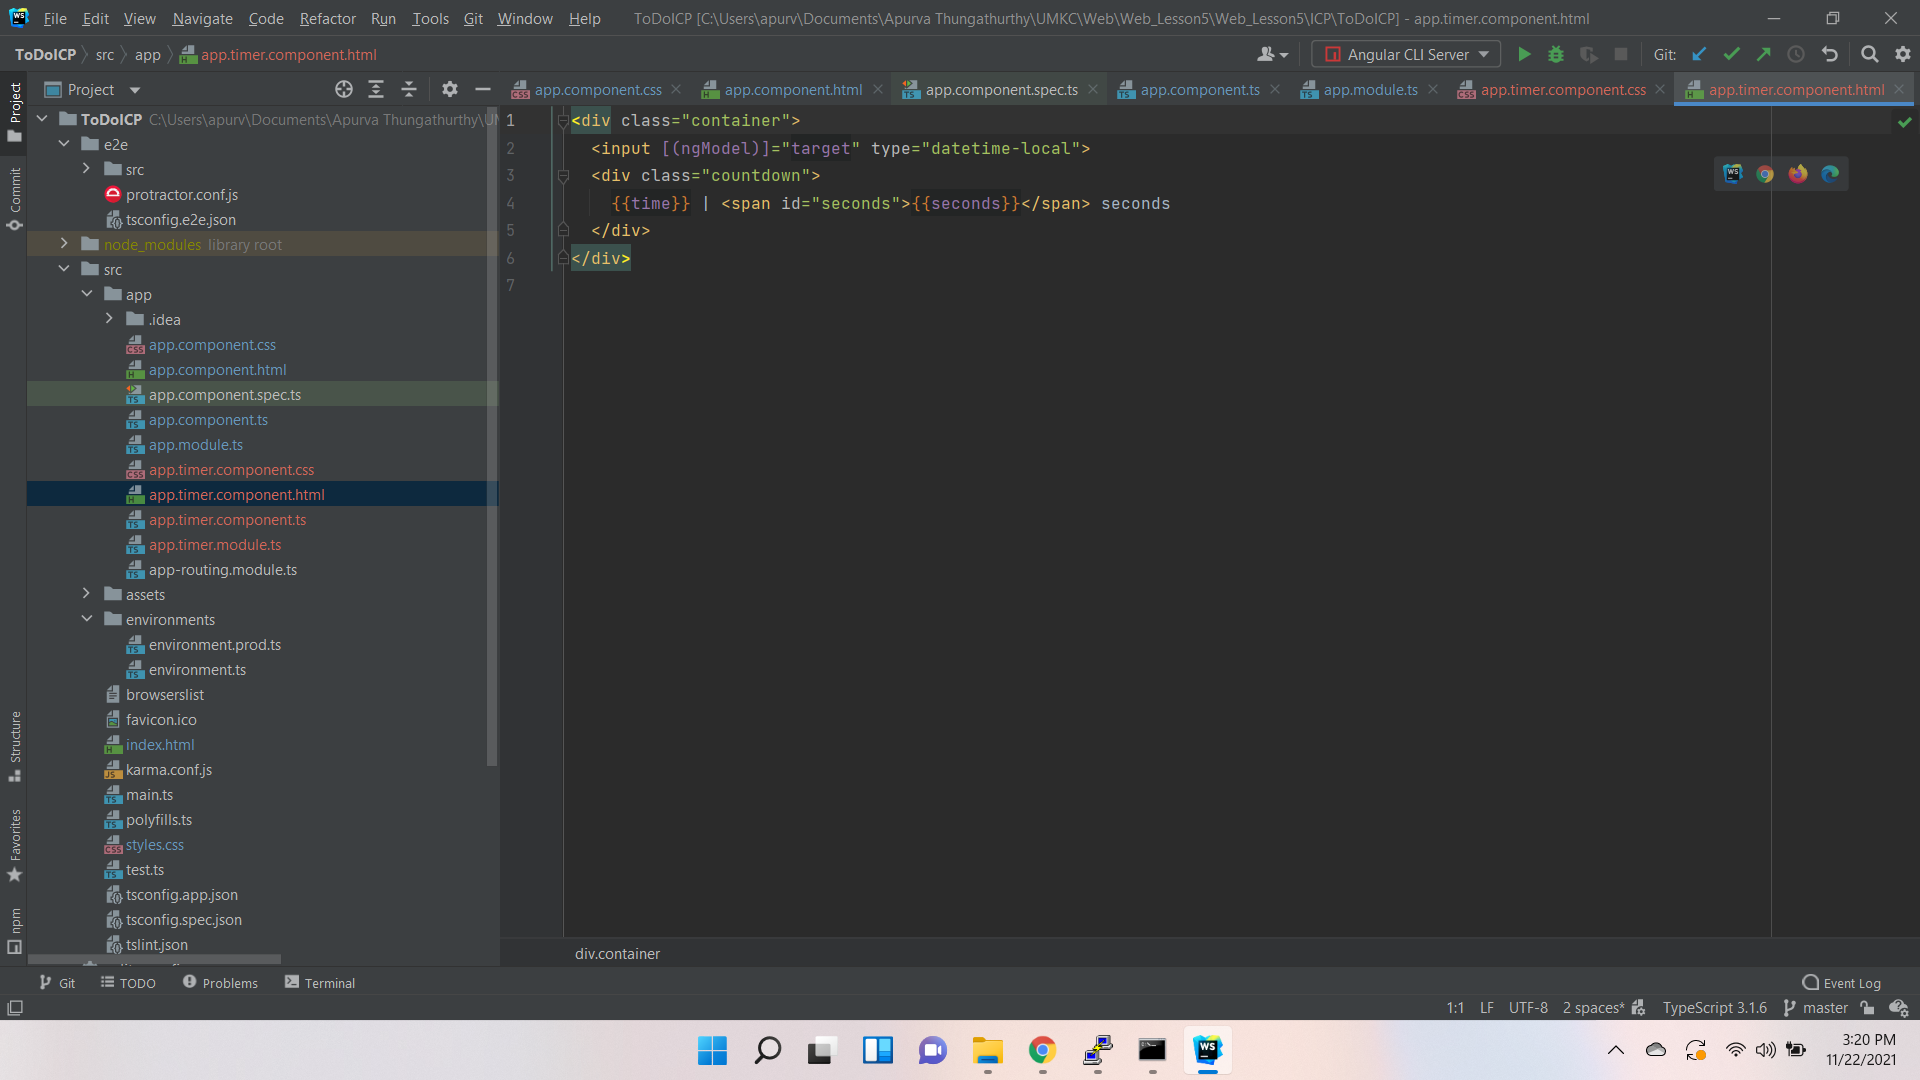 File Edit View Navigate Code Refactor Run Tools Git Window Help ToDoICP [C:\Users\apurv\Documents\Apurva Thungathurthy\UMKC\Web\Web_Lesson5\Web_Lesson5\ICP\ToDoICP] - app.timer.component.html
ToDoICP src app app.timer.component.html Angular CLI Server Git:
Project app.component.css app.component.html app.component.spec.ts app.component.ts app.module.ts app.timer.component.css app.timer.component.html
Project
Commit
Structure
Favorites
npm
ToDoICP C:\Users\apurv\Documents\Apurva Thungathurthy\UM
e2e
src
protractor.conf.js
tsconfig.e2e.json
node_modules library root
src
app
.idea
app.component.css
app.component.html
app.component.spec.ts
app.component.ts
app.module.ts
app.timer.component.css
app.timer.component.html
app.timer.component.ts
app.timer.module.ts
app-routing.module.ts
assets
environments
environment.prod.ts
environment.ts
browserslist
favicon.ico
index.html
karma.conf.js
main.ts
polyfills.ts
styles.css
test.ts
tsconfig.app.json
tsconfig.spec.json
tslint.json
1 <div class="container">
2 <input [(ngModel)]="target" type="datetime-local">
3 <div class="countdown">
4 {{time}} | <span id="seconds">{{seconds}}</span> seconds
5 </div>
6 </div>
7
div.container
Git TODO Problems Terminal Event Log
1:1 LF UTF-8 2 spaces* TypeScript 3.1.6 master
3:20 PM
11/22/2021